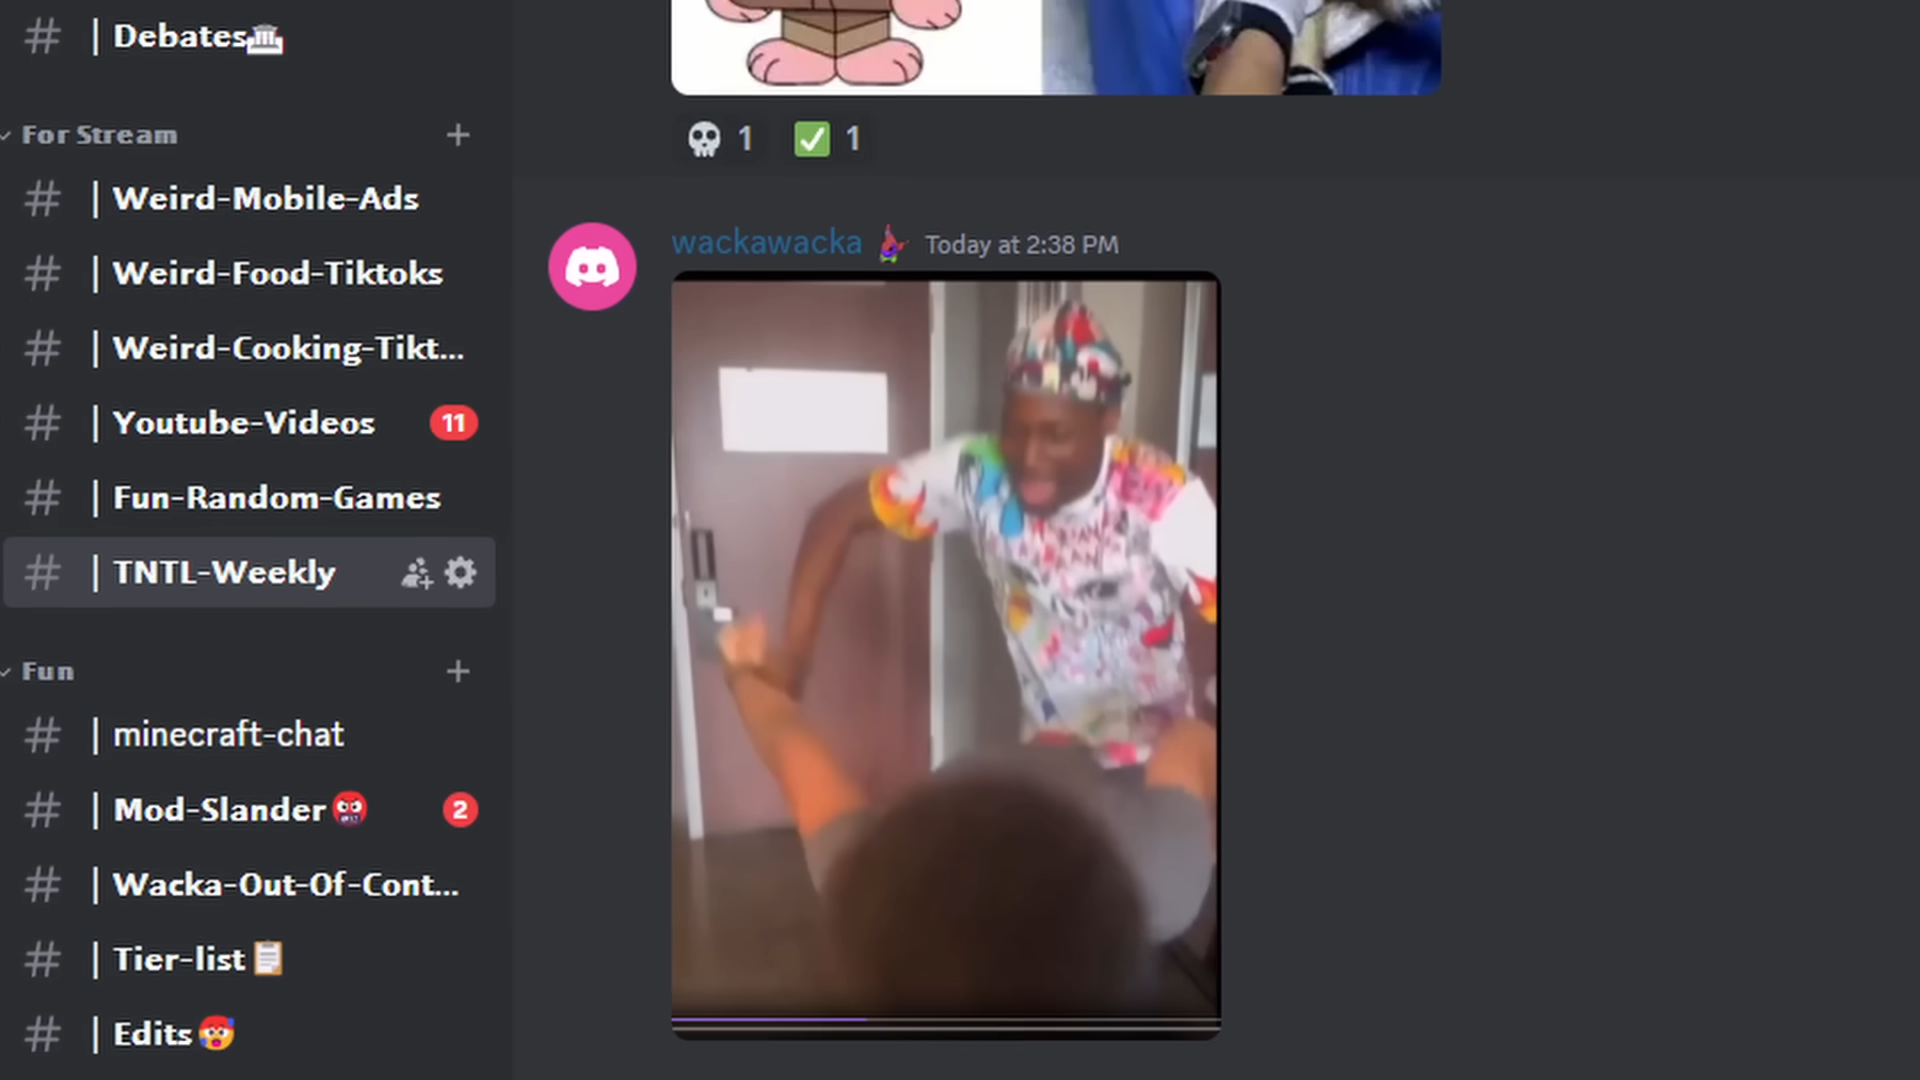 # | Debates
For Stream +
# | Weird-Mobile-Ads
# | Weird-Food-Tiktoks
# | Weird-Cooking-Tikt...
# | Youtube-Videos 11
# | Fun-Random-Games
# | TNTL-Weekly
Fun +
# | minecraft-chat
# | Mod-Slander 2
# | Wacka-Out-Of-Cont...
# | Tier-list
# | Edits
1 1
wackawacka Today at 2:38 PM